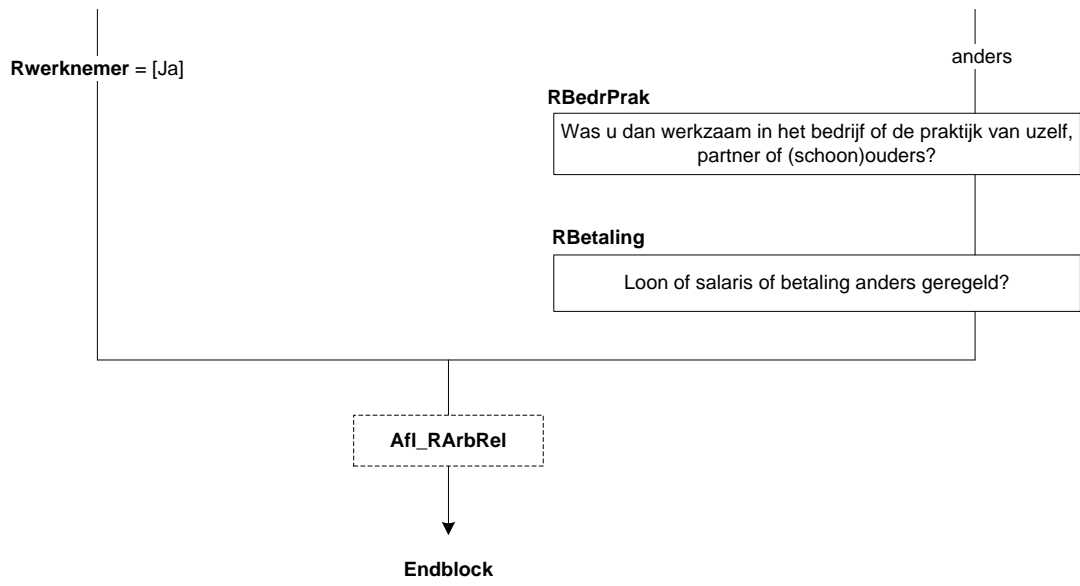 Rwerknemer = [Ja]
anders
RBedrPrak
Was u dan werkzaam in het bedrijf of de praktijk van uzelf,
partner of (schoon)ouders?
RBetaling
Loon of salaris of betaling anders geregeld?
Afl_RArbRel
Endblock